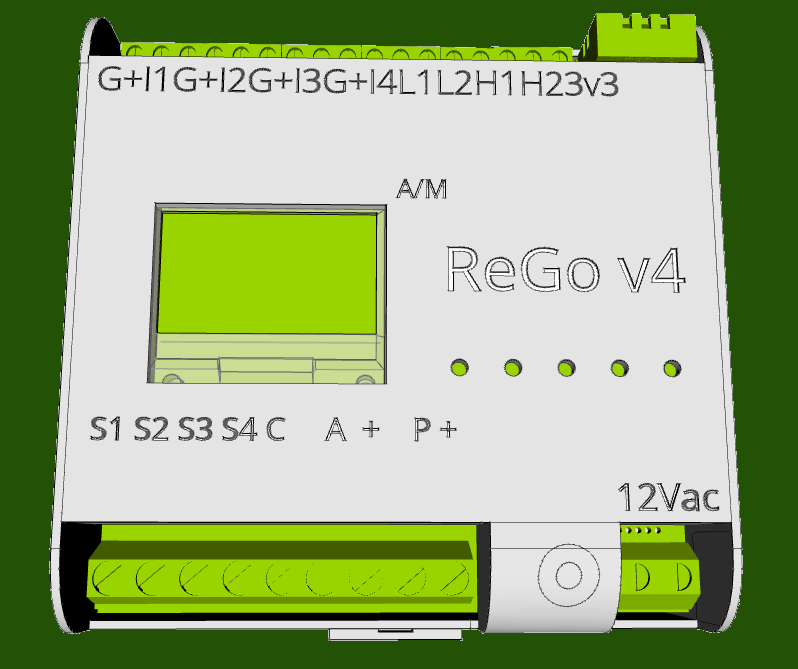 G+I1G+I2G+I3G+I4L1L2H1H23v3
A/M
ReGo v4
S1 S2 S3 S4 C A + P +
12Vac